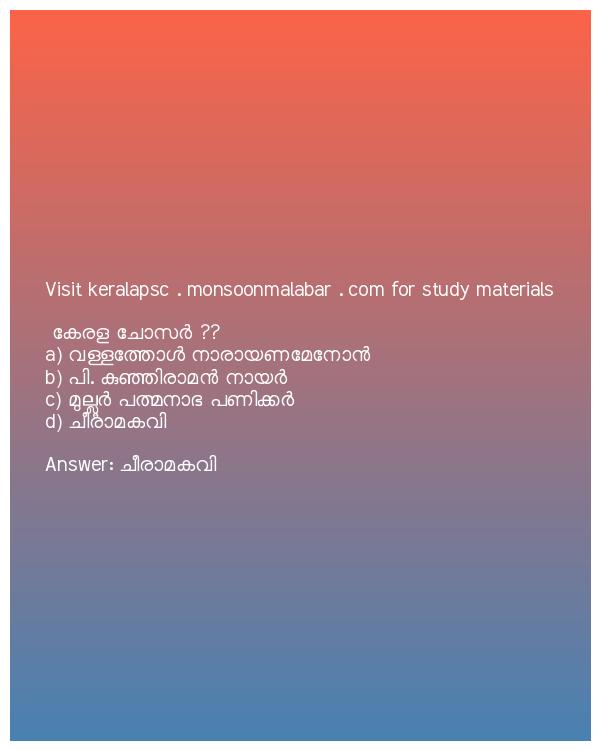 Visit keralapsc . monsoonmalabar . com for study materials
കേരള ചോസർ ??
a) വള്ളത്തോൾ നാരായണമേനോൻ
b) പി. കുഞ്ഞിരാമൻ നായർ
c) മുല്ലൂർ പത്മനാഭ പണിക്കർ
d) ചീരാമകവി
Answer: ചീരാമകവി